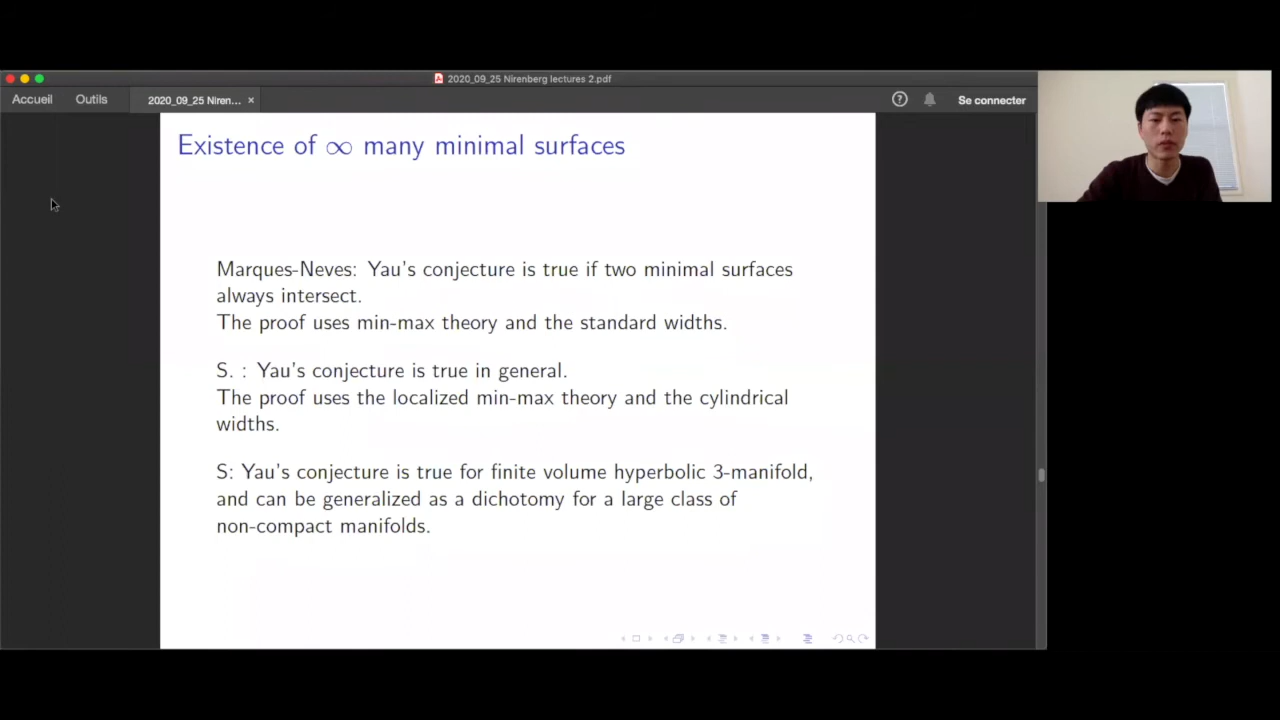 2020_09_25 Nirenberg lectures 2.pdf
Accueil Outils 2020_09_25 Niren... × ? Se connecter
Existence of ∞ many minimal surfaces
Marques-Neves: Yau's conjecture is true if two minimal surfaces
always intersect.
The proof uses min-max theory and the standard widths.
S. : Yau's conjecture is true in general.
The proof uses the localized min-max theory and the cylindrical
widths.
S: Yau's conjecture is true for finite volume hyperbolic 3-manifold,
and can be generalized as a dichotomy for a large class of
non-compact manifolds.